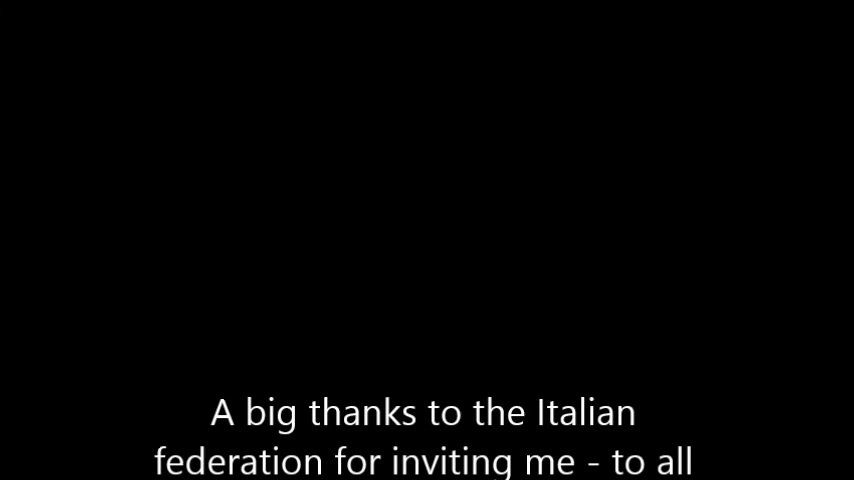 A big thanks to the Italian
federation for inviting me - to all